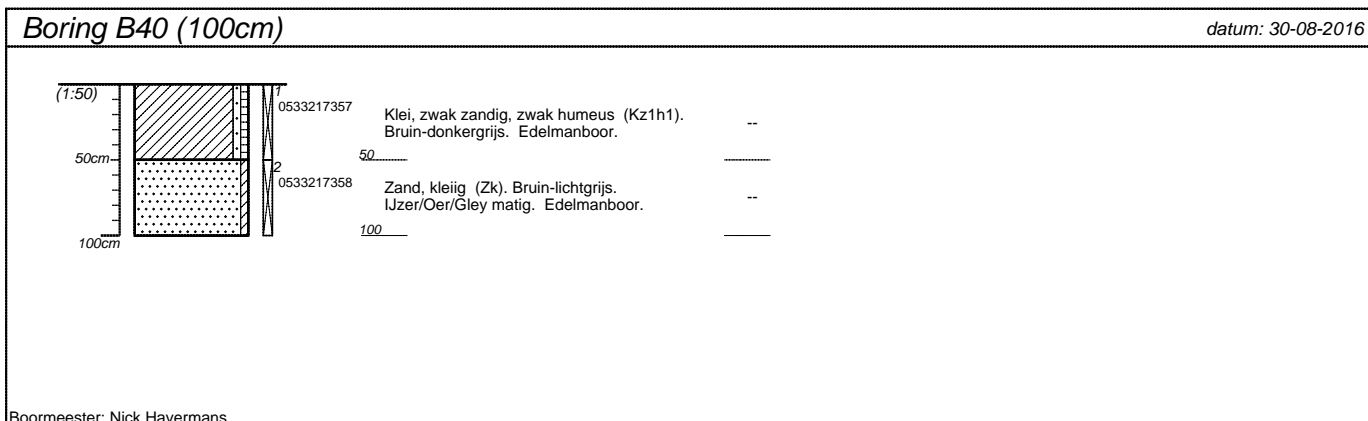 Boring B40 (100cm)
datum: 30-08-2016
(1:50)
1
0533217357
Klei, zwak zandig, zwak humeus (Kz1h1).
Bruin-donkergrijs. Edelmanboor.
--
50cm
50
2
0533217358
Zand, kleiig (Zk). Bruin-lichtgrijs.
IJzer/Oer/Gley matig. Edelmanboor.
--
100cm
100
Boormeester: Nick Havermans